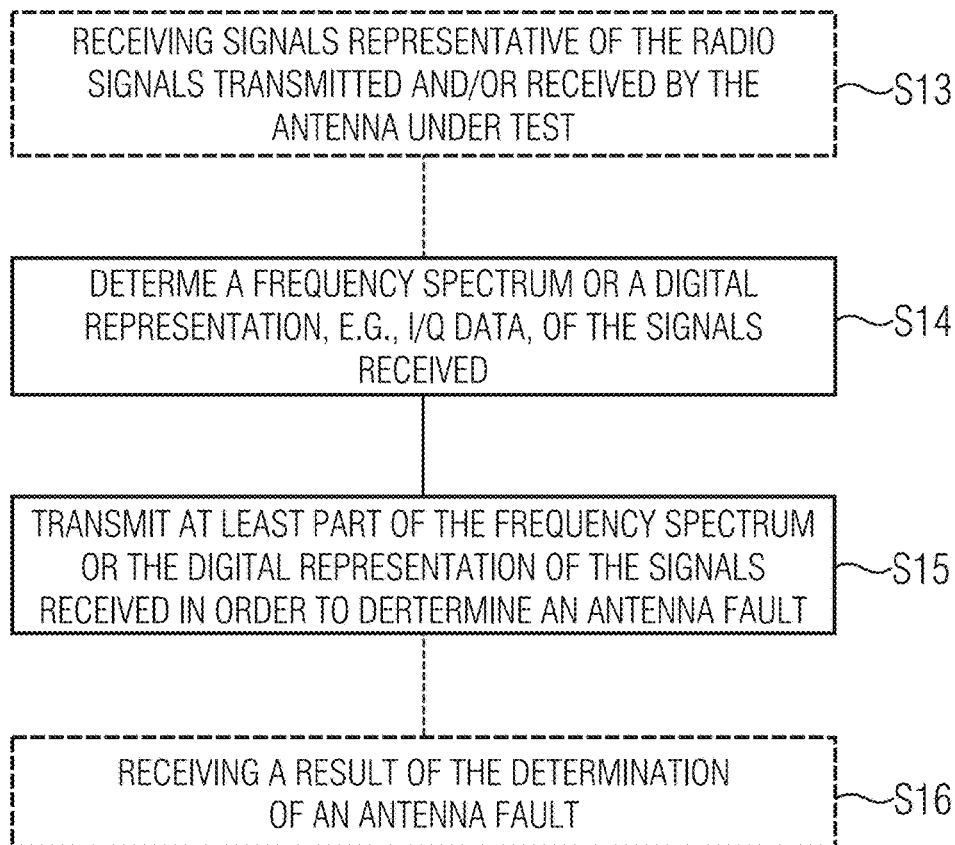 RECEIVING SIGNALS REPRESENTATIVE OF THE RADIO
SIGNALS TRANSMITTED AND/OR RECEIVED BY THE
ANTENNA UNDER TEST
S13
DETERME A FREQUENCY SPECTRUM OR A DIGITAL
REPRESENTATION, E.G., I/Q DATA, OF THE SIGNALS
RECEIVED
S14
TRANSMIT AT LEAST PART OF THE FREQUENCY SPECTRUM
OR THE DIGITAL REPRESENTATION OF THE SIGNALS
RECEIVED IN ORDER TO DERTERMINE AN ANTENNA FAULT
S15
RECEIVING A RESULT OF THE DETERMINATION
OF AN ANTENNA FAULT
S16